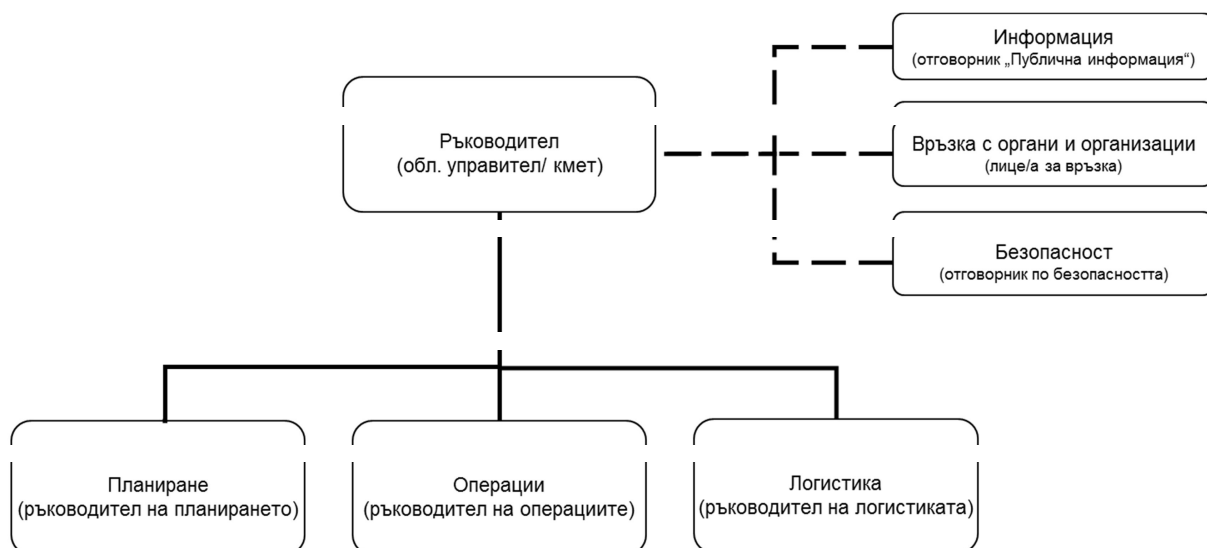 Информация
(отговорник „Публична информация“)
Ръководител
(обл. управител/ кмет)
Връзка с органи и организации
(лице/а за връзка)
Безопасност
(отговорник по безопасността)
Планиране
(ръководител на планирането)
Операции
(ръководител на операциите)
Логистика
(ръководител на логистиката)